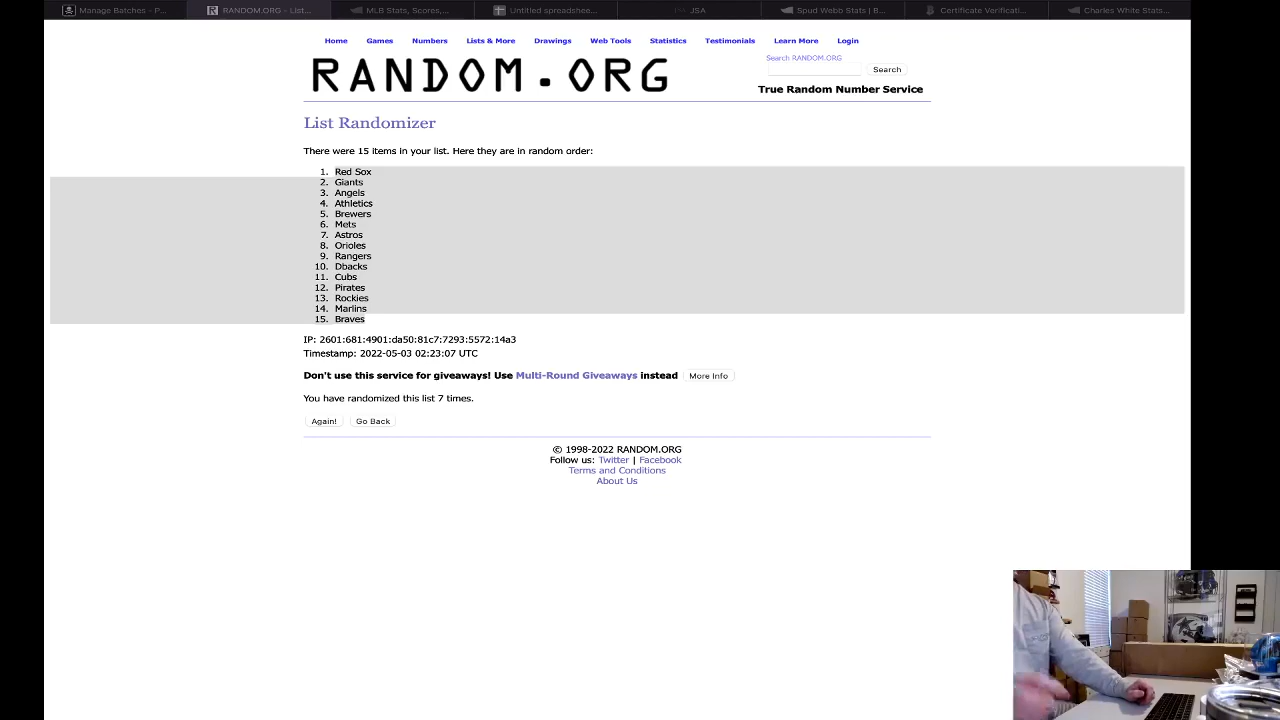 Manage Batches – P...
RANDOM.ORG - List...
MLB Stats, Scores,...
Untitled spreadshee...
JSA
Spud Webb Stats | B...
Certificate Verificati...
Charles White Stats...
Home Games Numbers Lists & More Drawings Web Tools Statistics Testimonials Learn More Login
Search RANDOM.ORG
Search
RANDOM.ORG
True Random Number Service
List Randomizer
There were 15 items in your list. Here they are in random order:
1. Red Sox
2. Giants
3. Angels
4. Athletics
5. Brewers
6. Mets
7. Astros
8. Orioles
9. Rangers
10. Dbacks
11. Cubs
12. Pirates
13. Rockies
14. Marlins
15. Braves
IP: 2601:681:4901:da50:81c7:7293:5572:14a3
Timestamp: 2022-05-03 02:23:07 UTC
Don't use this service for giveaways! Use Multi-Round Giveaways instead More Info
You have randomized this list 7 times.
Again! Go Back
© 1998-2022 RANDOM.ORG
Follow us: Twitter | Facebook
Terms and Conditions
About Us